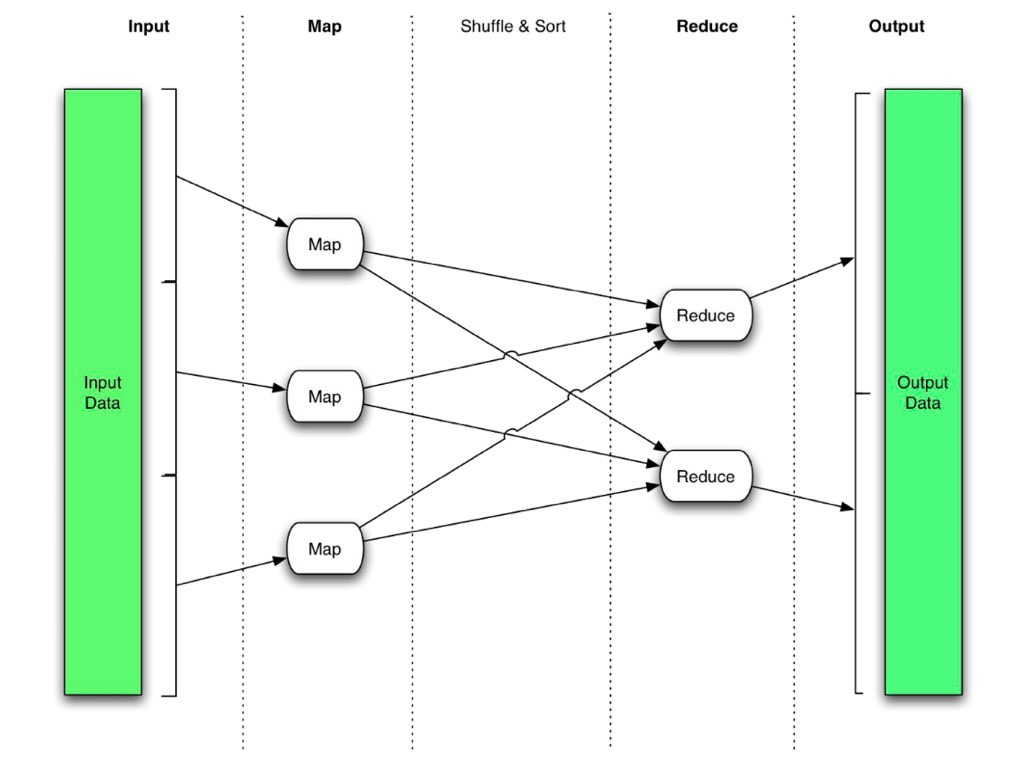 Input
Map
Shuffle & Sort
Reduce
Output
Map
Reduce
Input
Data
Map
Output
Data
Reduce
Map